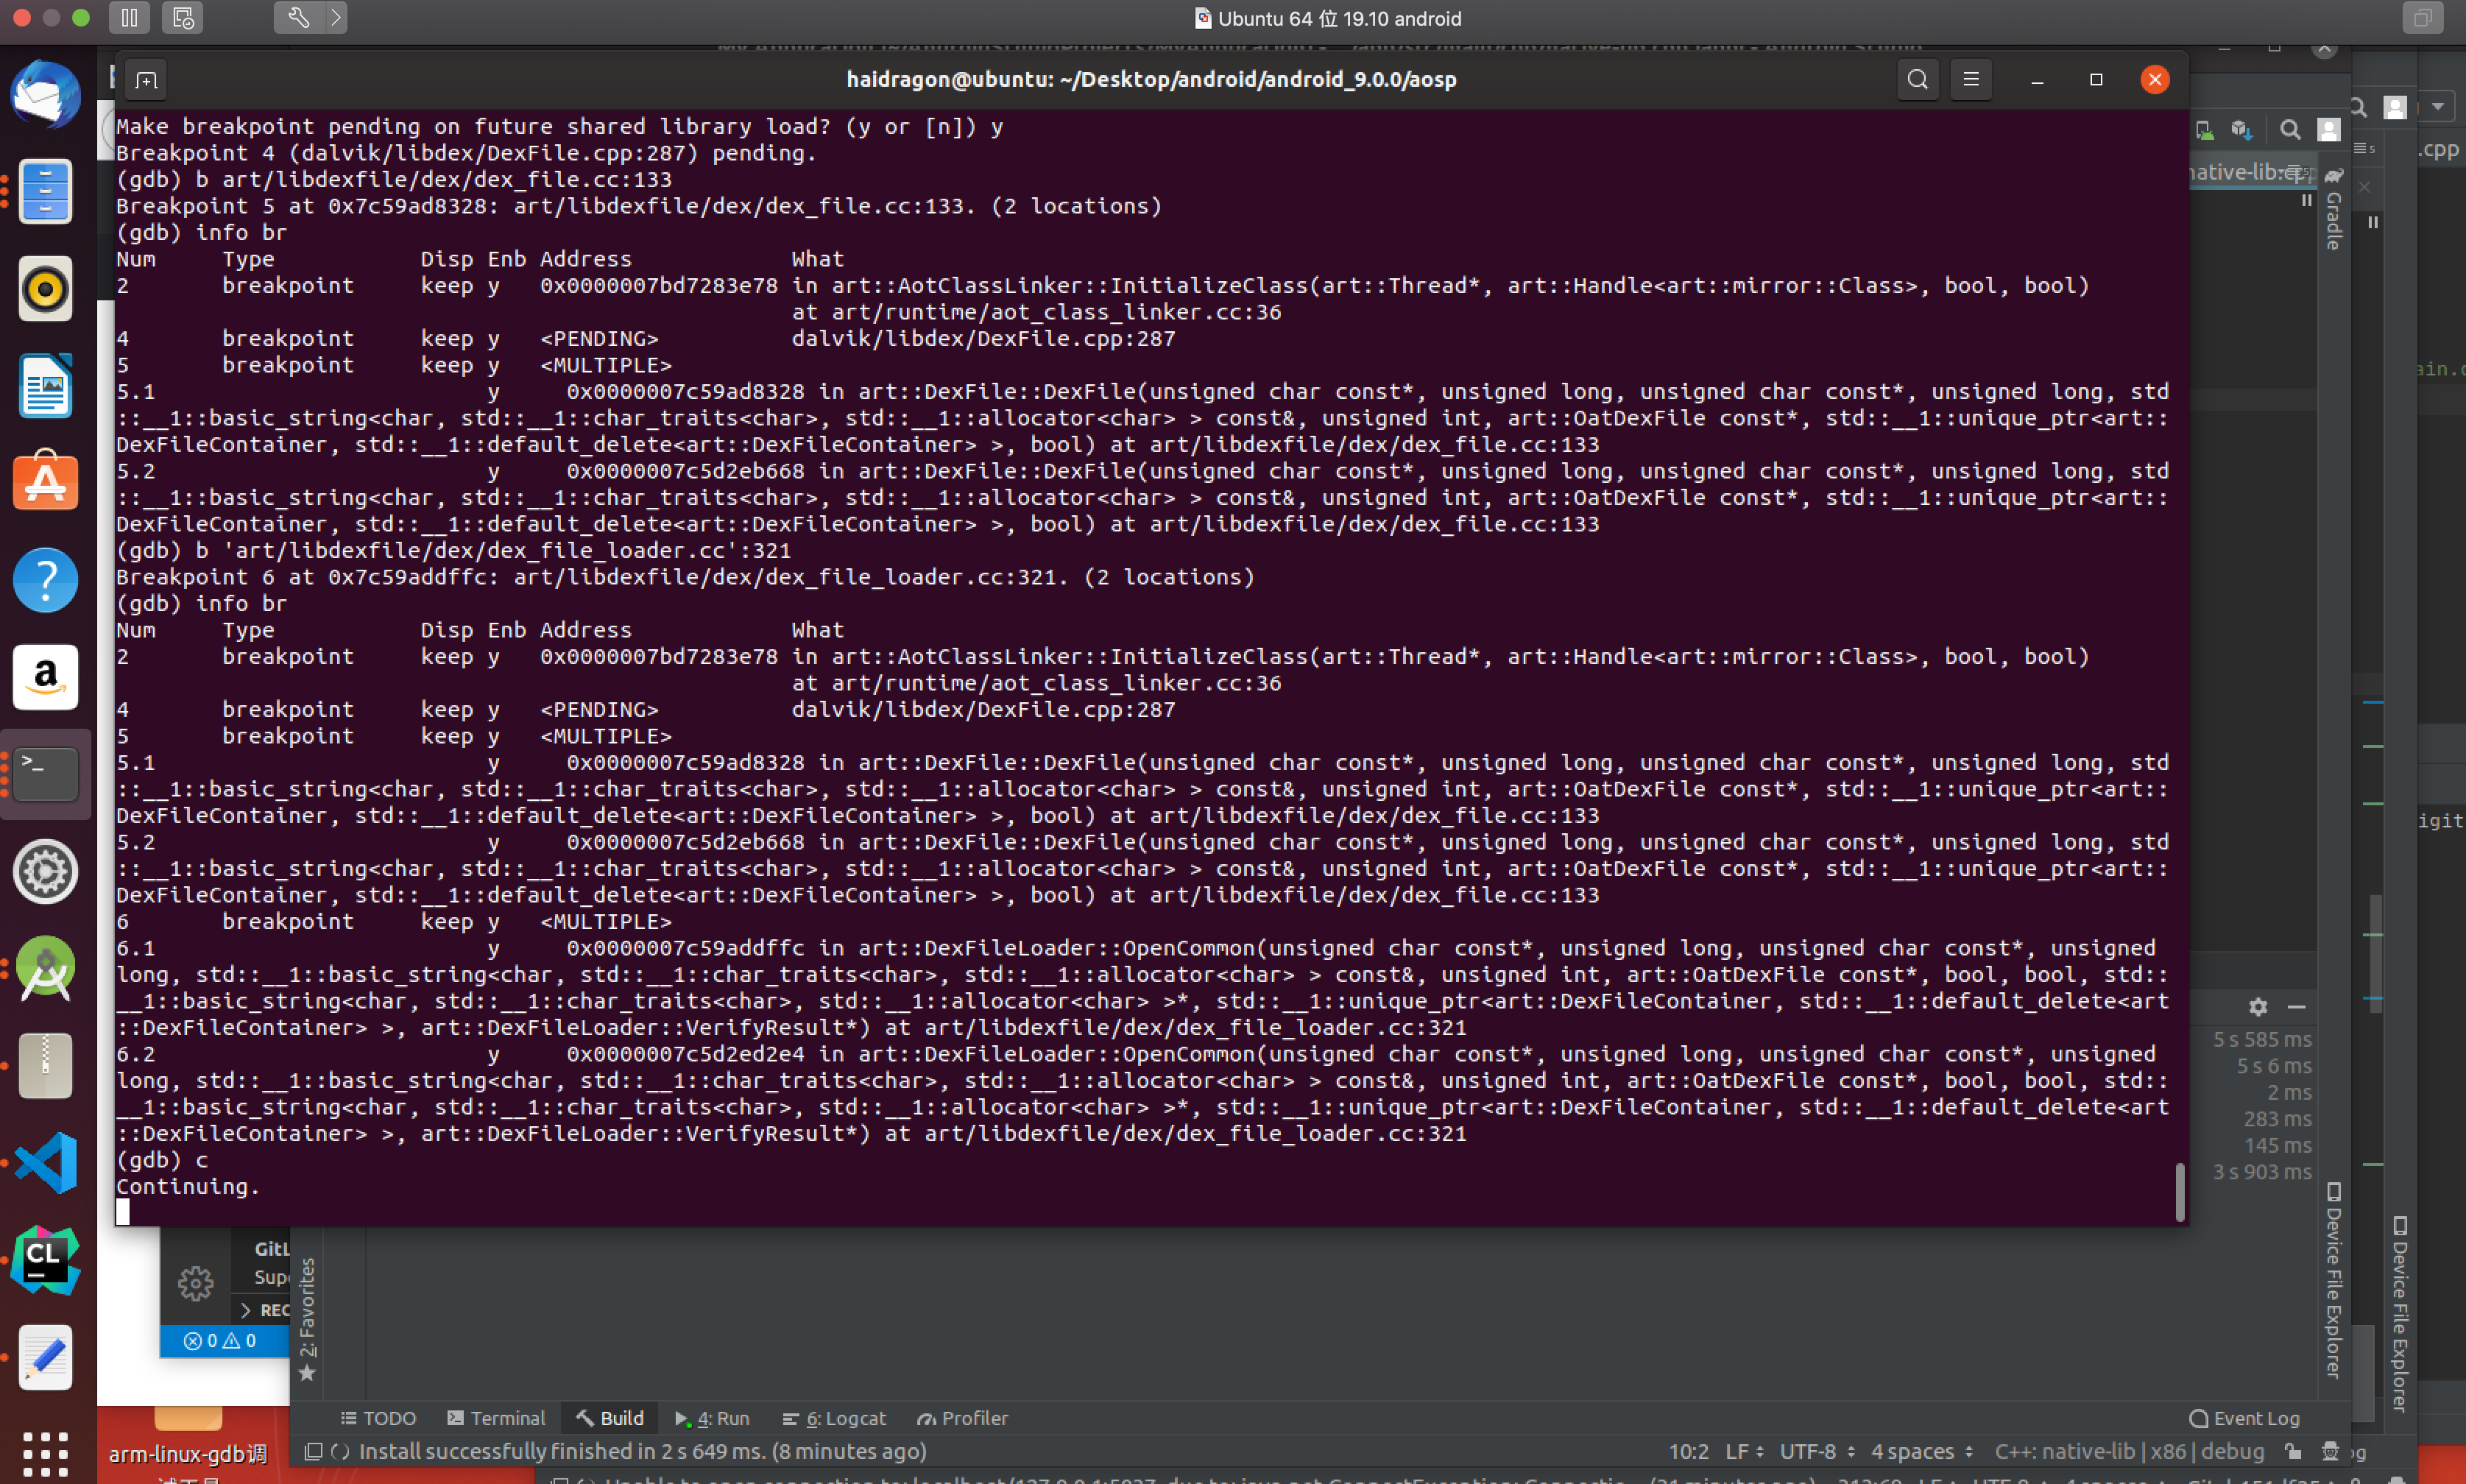 Ubuntu 64 位 19.10 android
haidragon@ubuntu: ~/Desktop/android/android_9.0.0/aosp
Make breakpoint pending on future shared library load? (y or [n]) y
Breakpoint 4 (dalvik/libdex/DexFile.cpp:287) pending.
(gdb) b art/libdexfile/dex/dex_file.cc:133
Breakpoint 5 at 0x7c59ad8328: art/libdexfile/dex/dex_file.cc:133. (2 locations)
(gdb) info br
Num     Type           Disp Enb Address            What
2       breakpoint     keep y   0x0000007bd7283e78 in art::AotClassLinker::InitializeClass(art::Thread*, art::Handle<art::mirror::Class>, bool, bool)
at art/runtime/aot_class_linker.cc:36
4       breakpoint     keep y   <PENDING>          dalvik/libdex/DexFile.cpp:287
5       breakpoint     keep y   <MULTIPLE>
5.1                         y     0x0000007c59ad8328 in art::DexFile::DexFile(unsigned char const*, unsigned long, unsigned char const*, unsigned long, std
::__1::basic_string<char, std::__1::char_traits<char>, std::__1::allocator<char> > const&, unsigned int, art::OatDexFile const*, std::__1::unique_ptr<art::
DexFileContainer, std::__1::default_delete<art::DexFileContainer> >, bool) at art/libdexfile/dex/dex_file.cc:133
5.2                         y     0x0000007c5d2eb668 in art::DexFile::DexFile(unsigned char const*, unsigned long, unsigned char const*, unsigned long, std
::__1::basic_string<char, std::__1::char_traits<char>, std::__1::allocator<char> > const&, unsigned int, art::OatDexFile const*, std::__1::unique_ptr<art::
DexFileContainer, std::__1::default_delete<art::DexFileContainer> >, bool) at art/libdexfile/dex/dex_file.cc:133
(gdb) b 'art/libdexfile/dex/dex_file_loader.cc':321
Breakpoint 6 at 0x7c59addffc: art/libdexfile/dex/dex_file_loader.cc:321. (2 locations)
(gdb) info br
Num     Type           Disp Enb Address            What
2       breakpoint     keep y   0x0000007bd7283e78 in art::AotClassLinker::InitializeClass(art::Thread*, art::Handle<art::mirror::Class>, bool, bool)
at art/runtime/aot_class_linker.cc:36
4       breakpoint     keep y   <PENDING>          dalvik/libdex/DexFile.cpp:287
5       breakpoint     keep y   <MULTIPLE>
5.1                         y     0x0000007c59ad8328 in art::DexFile::DexFile(unsigned char const*, unsigned long, unsigned char const*, unsigned long, std
::__1::basic_string<char, std::__1::char_traits<char>, std::__1::allocator<char> > const&, unsigned int, art::OatDexFile const*, std::__1::unique_ptr<art::
DexFileContainer, std::__1::default_delete<art::DexFileContainer> >, bool) at art/libdexfile/dex/dex_file.cc:133
5.2                         y     0x0000007c5d2eb668 in art::DexFile::DexFile(unsigned char const*, unsigned long, unsigned char const*, unsigned long, std
::__1::basic_string<char, std::__1::char_traits<char>, std::__1::allocator<char> > const&, unsigned int, art::OatDexFile const*, std::__1::unique_ptr<art::
DexFileContainer, std::__1::default_delete<art::DexFileContainer> >, bool) at art/libdexfile/dex/dex_file.cc:133
6       breakpoint     keep y   <MULTIPLE>
6.1                         y     0x0000007c59addffc in art::DexFileLoader::OpenCommon(unsigned char const*, unsigned long, unsigned char const*, unsigned
long, std::__1::basic_string<char, std::__1::char_traits<char>, std::__1::allocator<char> > const&, unsigned int, art::OatDexFile const*, bool, bool, std::
__1::basic_string<char, std::__1::char_traits<char>, std::__1::allocator<char> >*, std::__1::unique_ptr<art::DexFileContainer, std::__1::default_delete<art
::DexFileContainer> >, art::DexFileLoader::VerifyResult*) at art/libdexfile/dex/dex_file_loader.cc:321
6.2                         y     0x0000007c5d2ed2e4 in art::DexFileLoader::OpenCommon(unsigned char const*, unsigned long, unsigned char const*, unsigned
long, std::__1::basic_string<char, std::__1::char_traits<char>, std::__1::allocator<char> > const&, unsigned int, art::OatDexFile const*, bool, bool, std::
__1::basic_string<char, std::__1::char_traits<char>, std::__1::allocator<char> >*, std::__1::unique_ptr<art::DexFileContainer, std::__1::default_delete<art
::DexFileContainer> >, art::DexFileLoader::VerifyResult*) at art/libdexfile/dex/dex_file_loader.cc:321
(gdb) c
Continuing.
.cpp
Gradle
ain.c
igit
5 s 585 ms
5 s 6 ms
2 ms
283 ms
145 ms
3 s 903 ms
Device File Explorer
Device File Explorer
GitL
Supe
REC
0 0
2: Favorites
TODO Terminal Build 4: Run 6: Logcat Profiler Event Log
Install successfully finished in 2 s 649 ms. (8 minutes ago) 10:2 LF UTF-8 4 spaces C++: native-lib | x86 | debug
arm-linux-gdb调